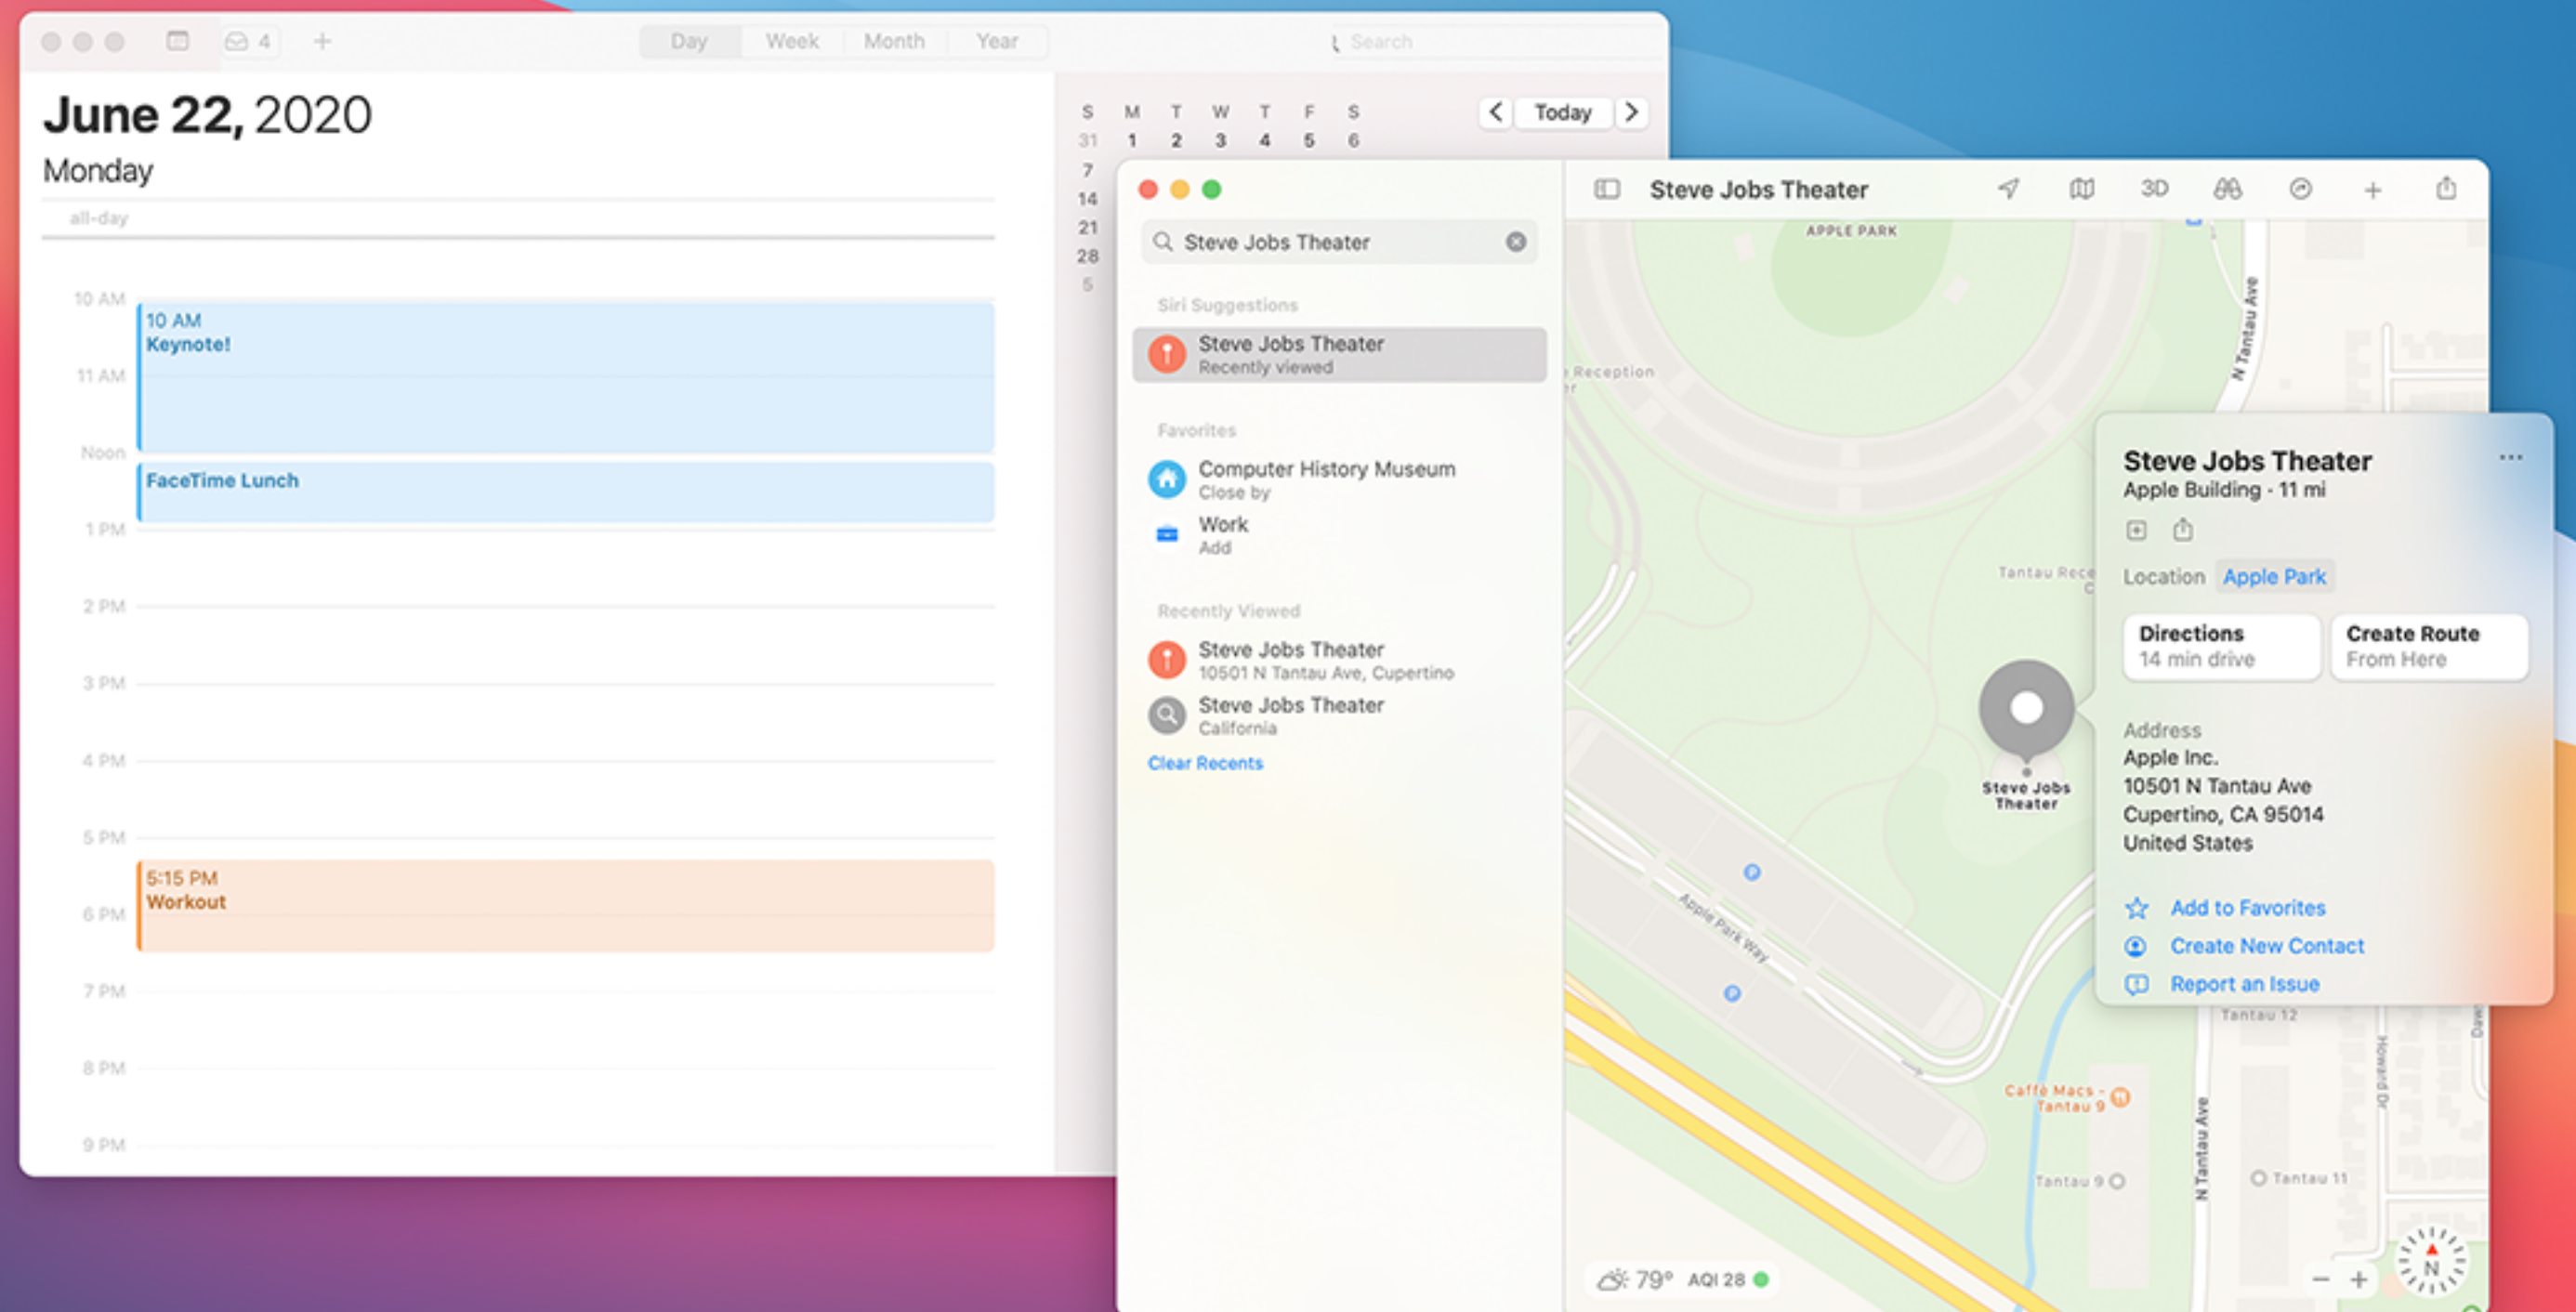 4
Day Week Month Year
Search
June 22, 2020
Monday
all-day
10 AM
10 AM
Keynote!
11 AM
Noon
FaceTime Lunch
1 PM
2 PM
3 PM
4 PM
5 PM
5:15 PM
Workout
6 PM
7 PM
8 PM
9 PM
S M T W T F S
31 1 2 3 4 5 6
7
14
21
28
5
Today
Steve Jobs Theater
Siri Suggestions
Steve Jobs Theater
Recently viewed
Favorites
Computer History Museum
Close by
Work
Add
Recently Viewed
Steve Jobs Theater
10501 N Tantau Ave, Cupertino
Steve Jobs Theater
California
Clear Recents
Steve Jobs Theater
3D
APPLE PARK
N Tantau Ave
Reception
Tantau Rece
Steve Jobs
Theater
P
Apple Park Way
P
Caffè Macs -
Tantau 9
Tantau 9
N Tantau Ave
Tantau 11
Tantau 12
Howard Dr
79° AQI 28
N
Steve Jobs Theater
Apple Building · 11 mi
Location Apple Park
Directions
14 min drive
Create Route
From Here
Address
Apple Inc.
10501 N Tantau Ave
Cupertino, CA 95014
United States
Add to Favorites
Create New Contact
Report an Issue